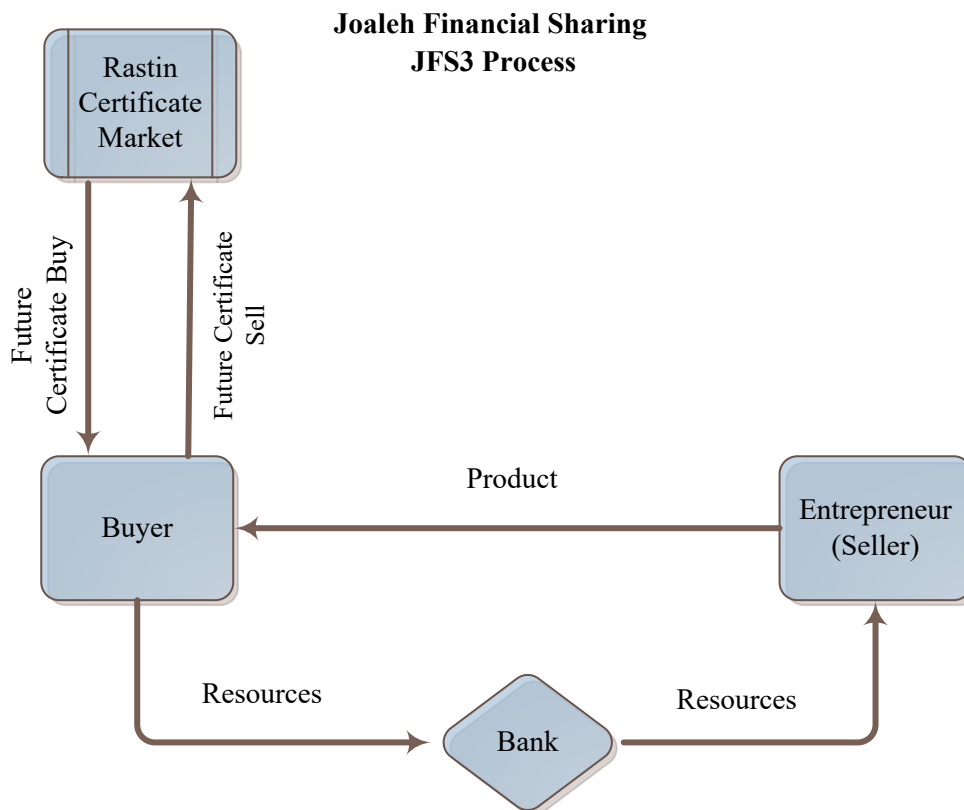 Joaleh Financial Sharing
JFS3 Process
Rastin
Certificate
Market
Future
Certificate Buy
Future Certificate
Sell
Product
Buyer
Entrepreneur
(Seller)
Resources
Bank
Resources